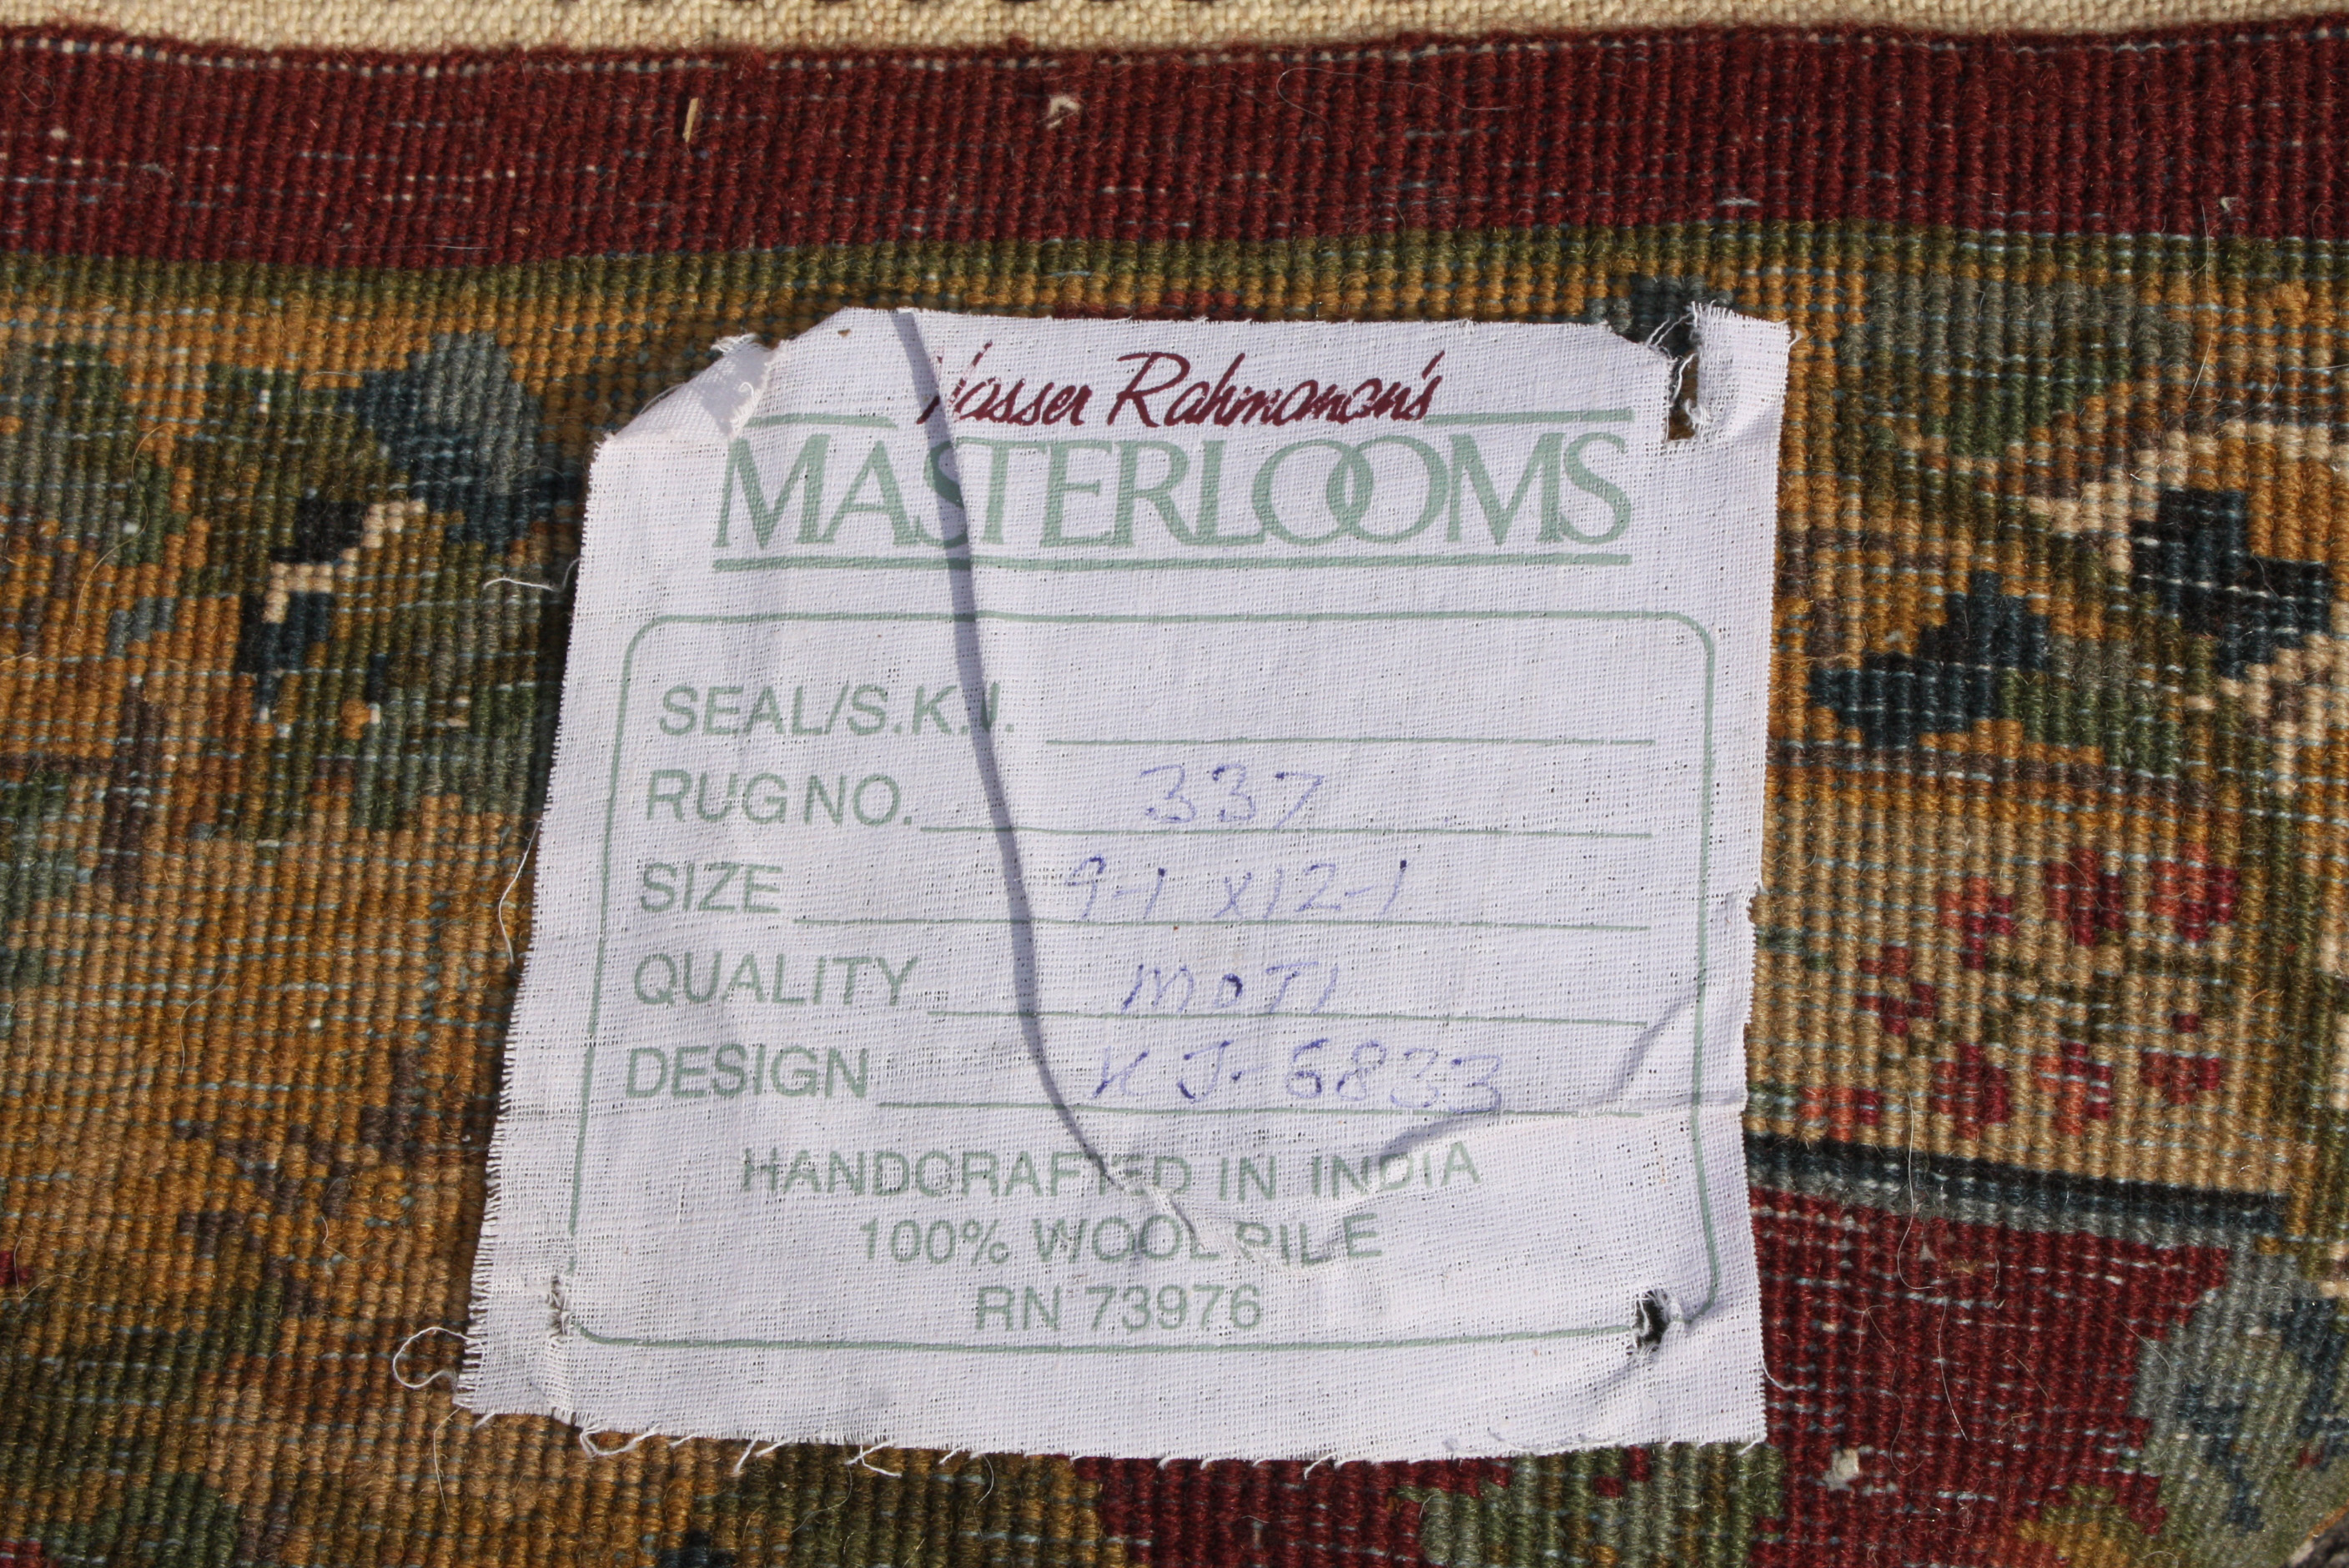 Nasser Rahmanan's
MASTERLOOMS
SEAL/S.K.J.
RUG NO. 337
SIZE 9-1 x 12-1
QUALITY MOTI
DESIGN KJ-6833
HANDCRAFTED IN INDIA
100% WOOL PILE
RN 73976